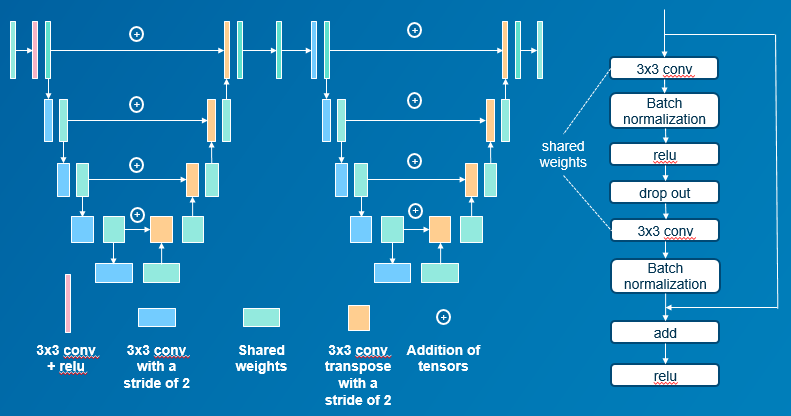 3x3 conv
+ relu
3x3 conv
with a
stride of 2
Shared
weights
3x3 conv
transpose
with a
stride of 2
Addition of
tensors
shared
weights
3x3 conv
Batch
normalization
relu
drop out
3x3 conv
Batch
normalization
add
relu